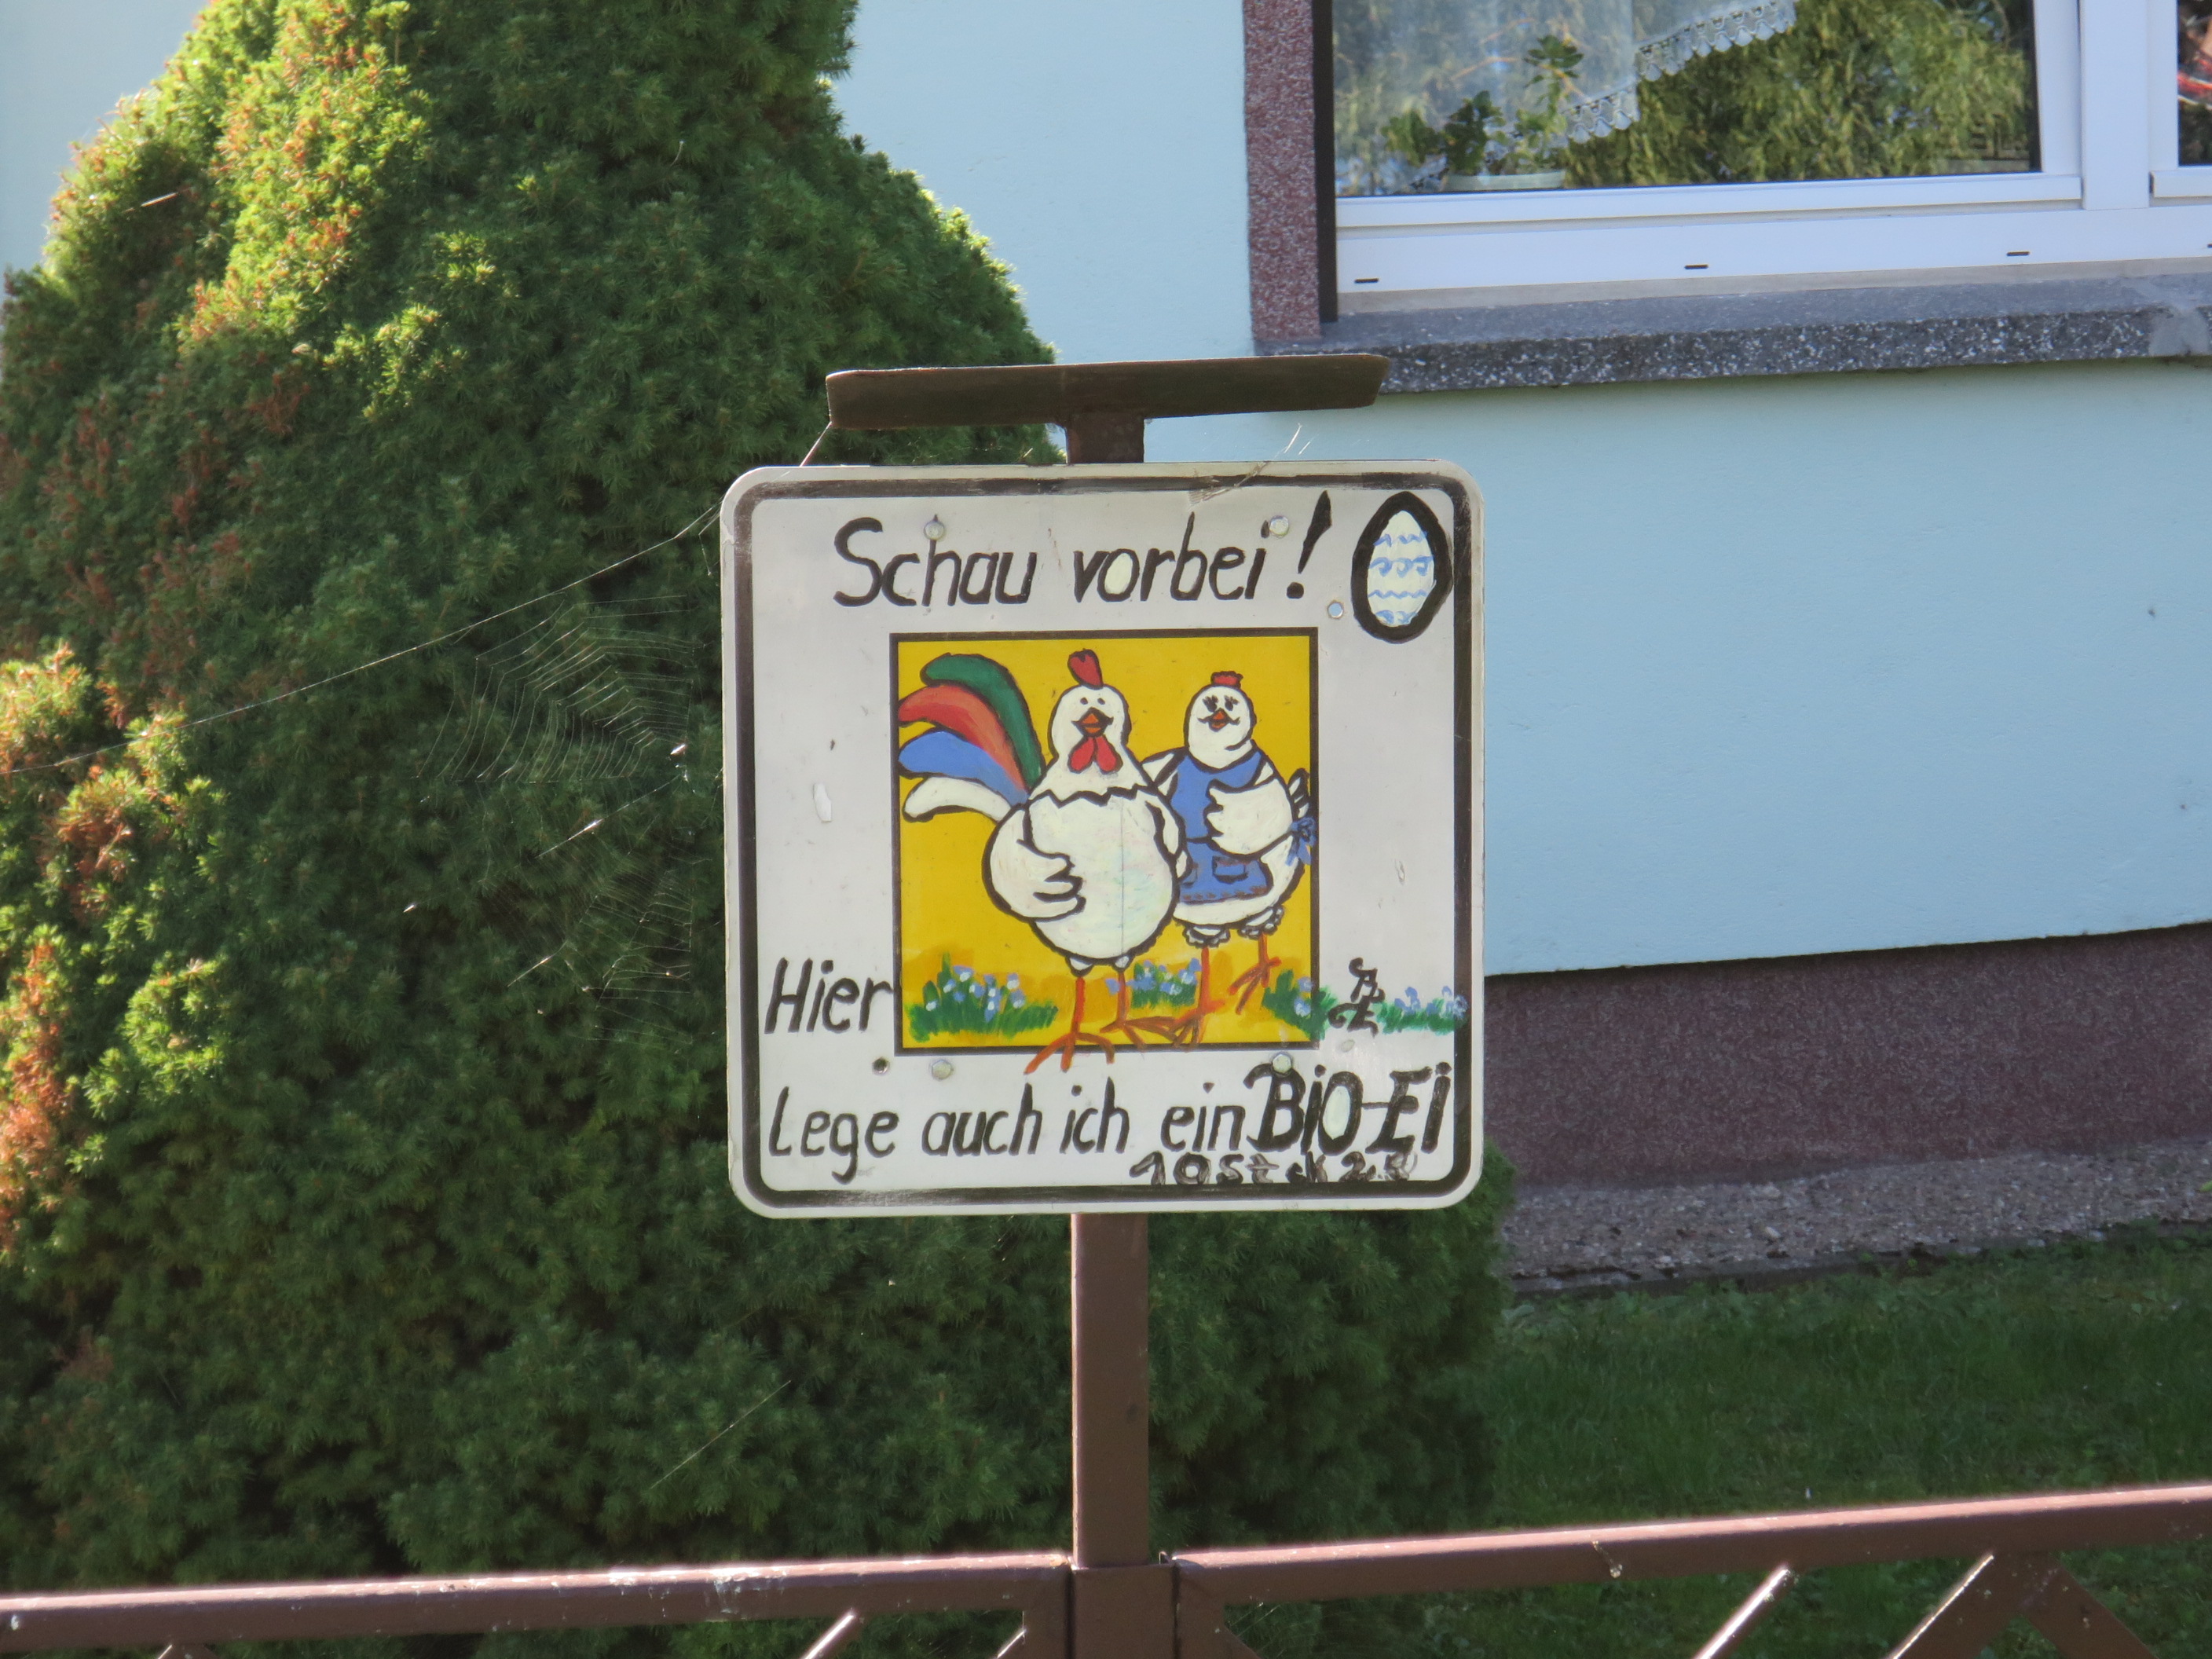 Schau vorbei!
Hier
Lege auch ich ein BiO-Ei